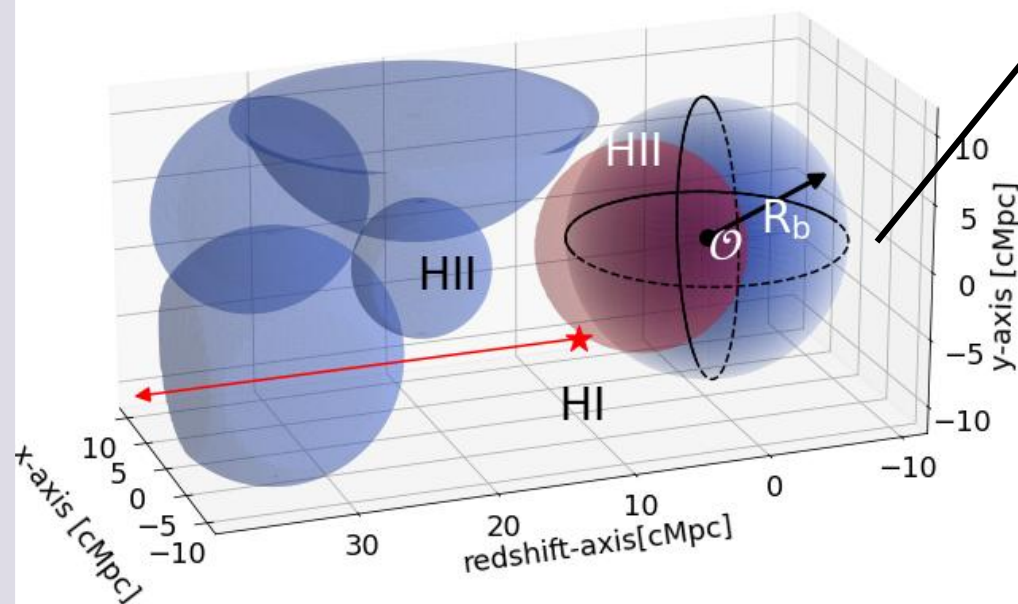 HII
10
R_b
𝒪
5
HII
0
y-axis [cMpc]
-5
HI
-10
10
5
0
-5
-10
x-axis [cMpc]
30
20
10
0
-10
redshift-axis[cMpc]